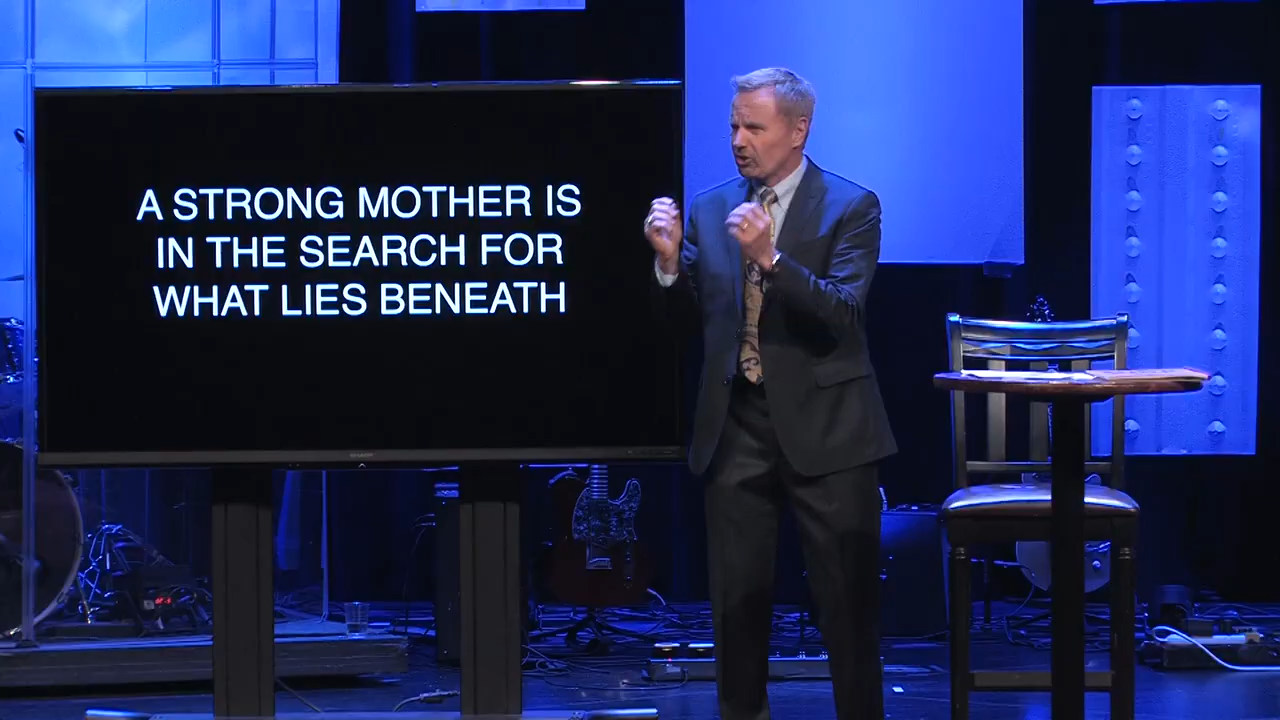 A STRONG MOTHER IS
IN THE SEARCH FOR
WHAT LIES BENEATH